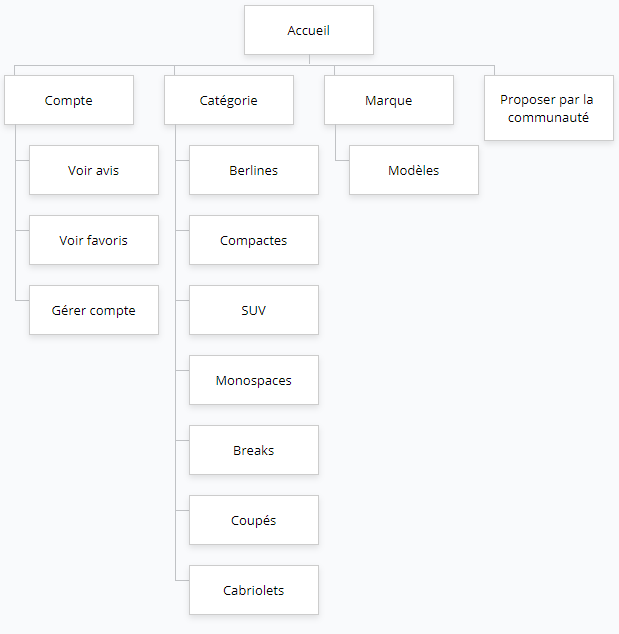 Accueil
Compte
Catégorie
Marque
Proposer par la
communauté
Voir avis
Voir favoris
Gérer compte
Berlines
Compactes
SUV
Monospaces
Breaks
Coupés
Cabriolets
Modèles